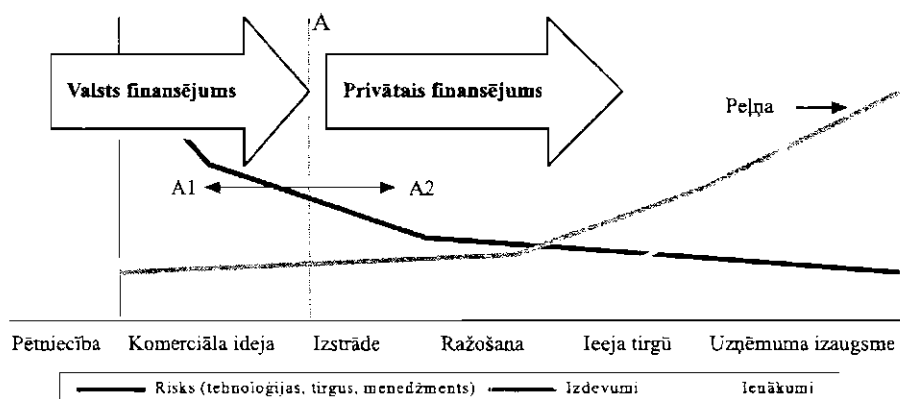 A
Valsts finansējums
Privātais finansējums
Peļņa
A1
A2
Pētniecība Komerciāla ideja Izstrāde Ražošana Ieeja tirgū Uzņēmuma izaugsme
Risks (tehnoloģijas, tirgus, menedžments) Izdevumi Ienākumi